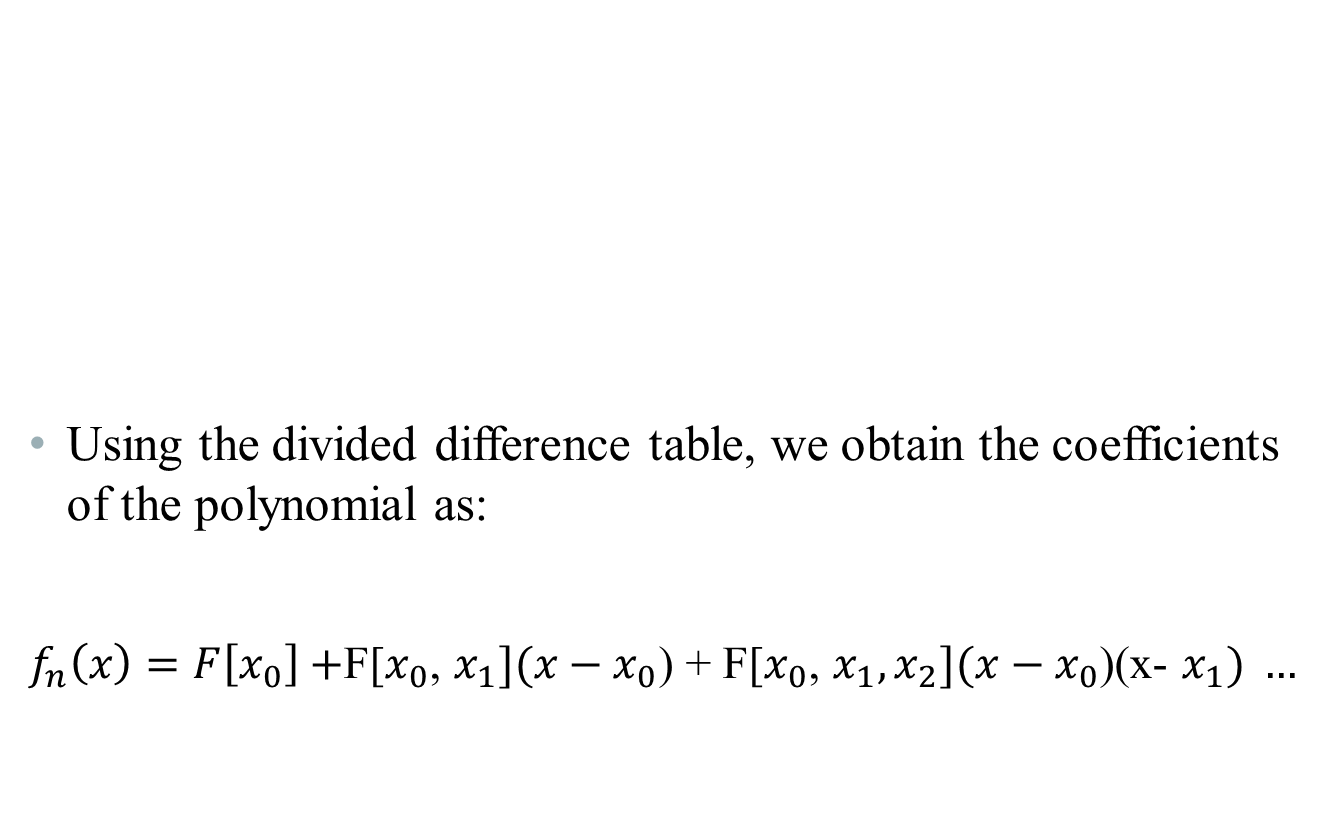 • Using the divided difference table, we obtain the coefficients
of the polynomial as:
𝑓ₙ(𝑥) = 𝐹[𝑥₀] +F[𝑥₀, 𝑥₁](𝑥 − 𝑥₀) + F[𝑥₀, 𝑥₁,𝑥₂](𝑥 − 𝑥₀)(x- 𝑥₁) …